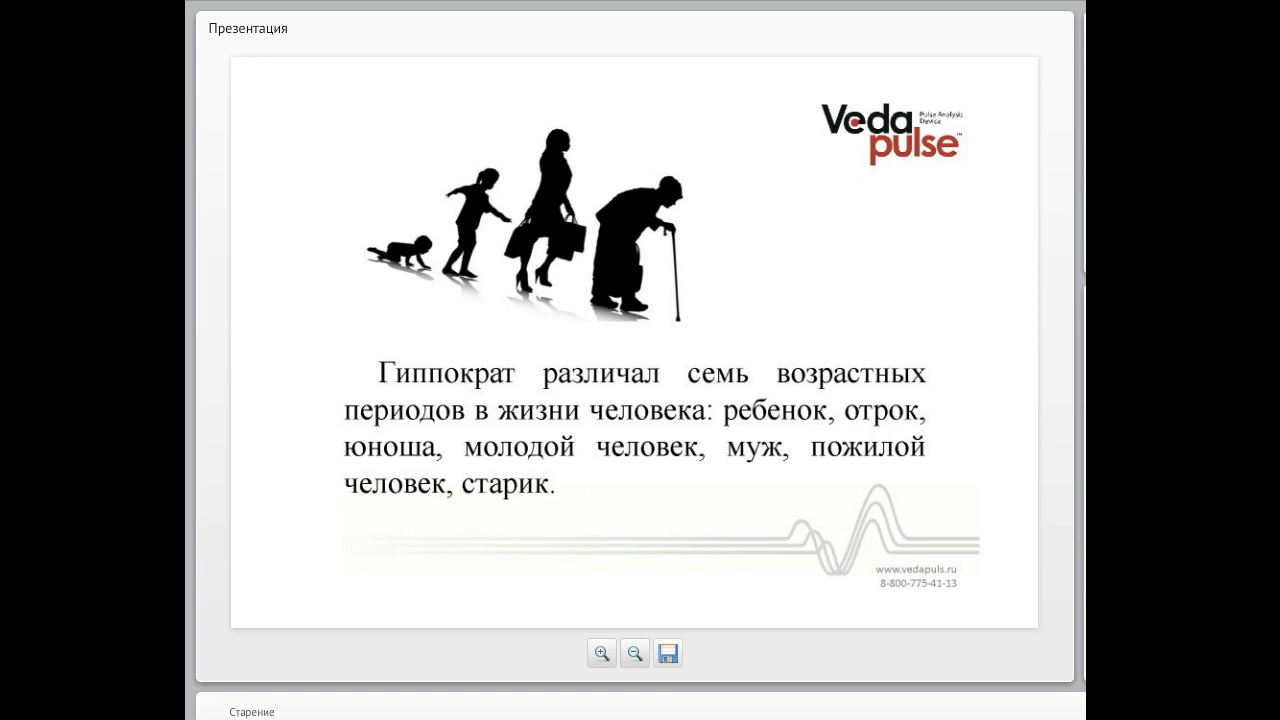 Презентация
Veda
Pulse Analysis
Device
pulse™
Гиппократ различал семь возрастных
периодов в жизни человека: ребенок, отрок,
юноша, молодой человек, муж, пожилой
человек, старик.
www.vedapuls.ru
8-800-775-41-13
Старение